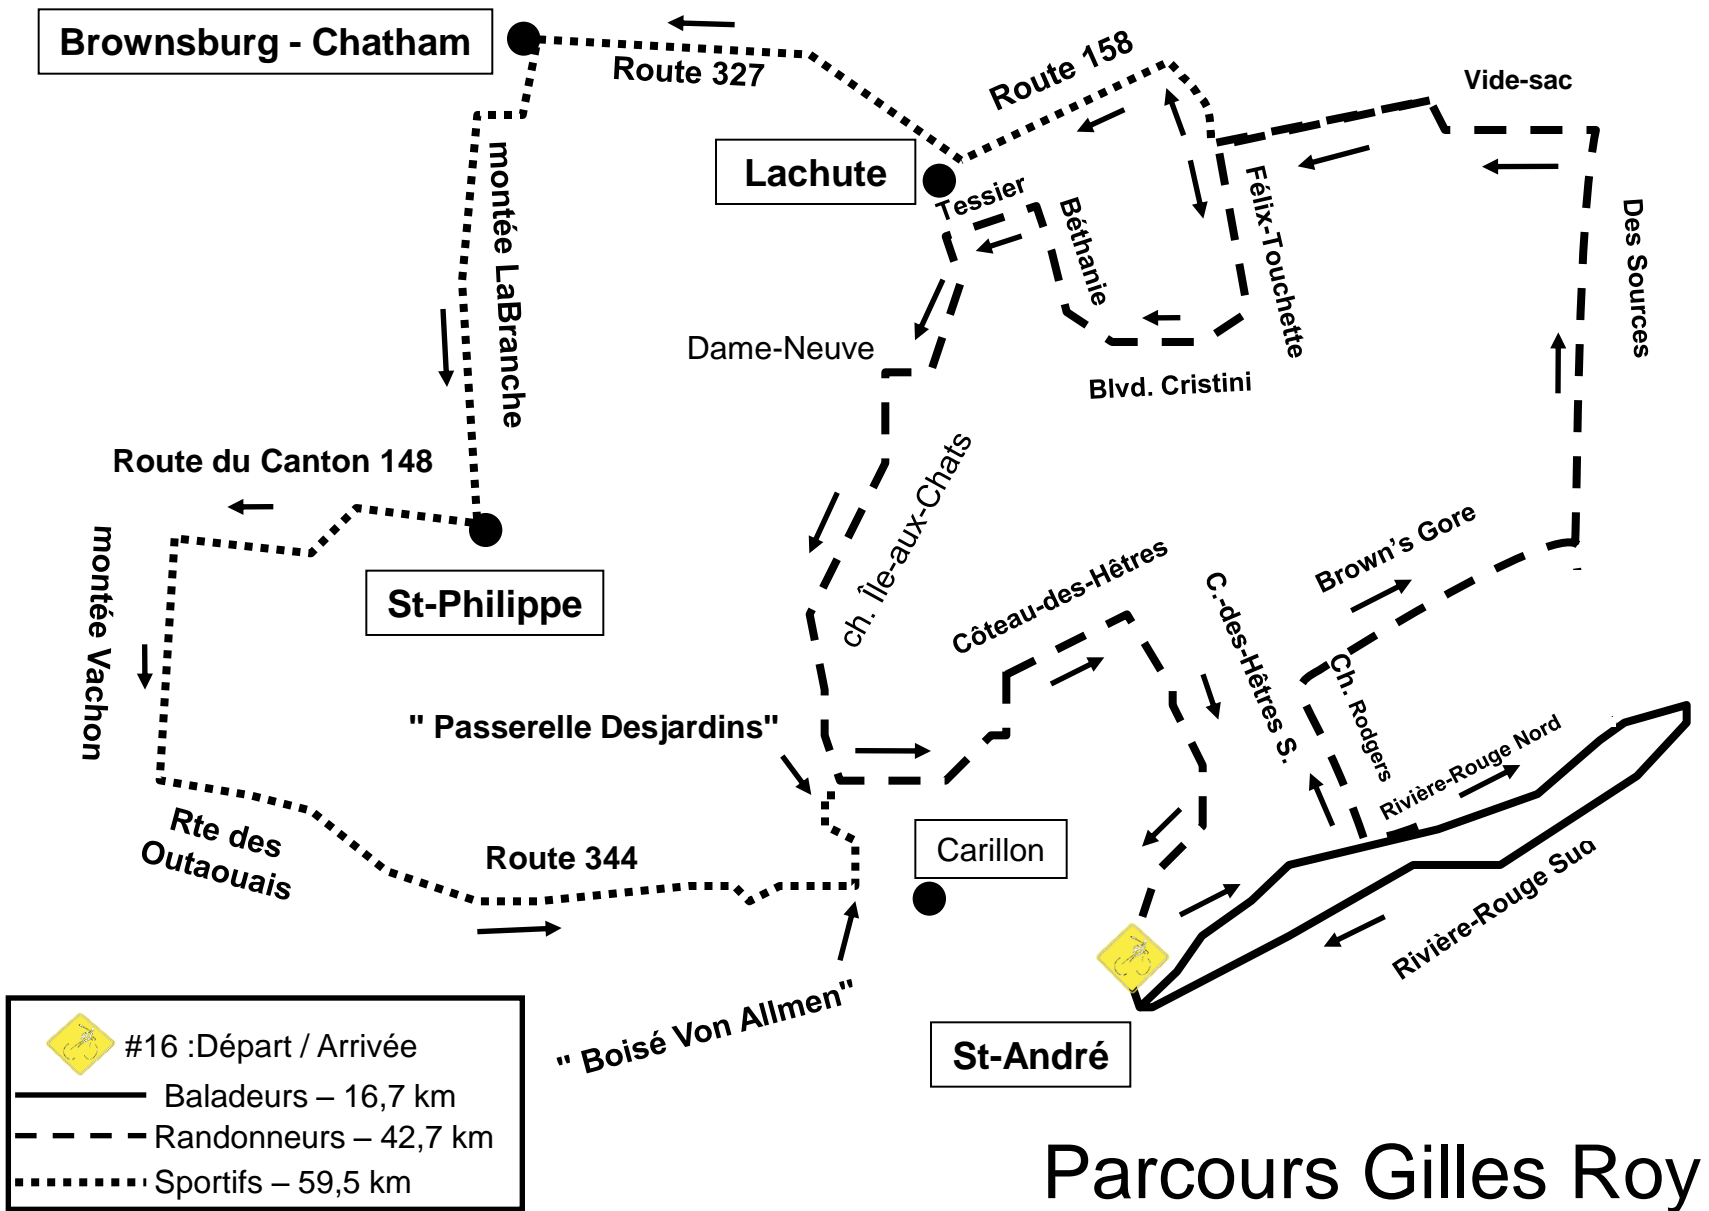 Brownsburg - Chatham
Route 327
Route 158
Vide-sac
Lachute
Tessier
Béthanie
Félix-Touchette
Des Sources
montée LaBranche
Dame-Neuve
Blvd. Cristini
Route du Canton 148
ch. Île-aux-Chats
montée Vachon
St-Philippe
Côteau-des-Hêtres
C.-des-Hêtres S.
Brown's Gore
Ch. Rodgers
" Passerelle Desjardins"
Rivière-Rouge Nord
Rte des
Outaouais
Route 344
Carillon
Rivière-Rouge Sud
" Boisé Von Allmen"
St-André
#16 :Départ / Arrivée
Baladeurs – 16,7 km
Randonneurs – 42,7 km
Sportifs – 59,5 km
Parcours Gilles Roy